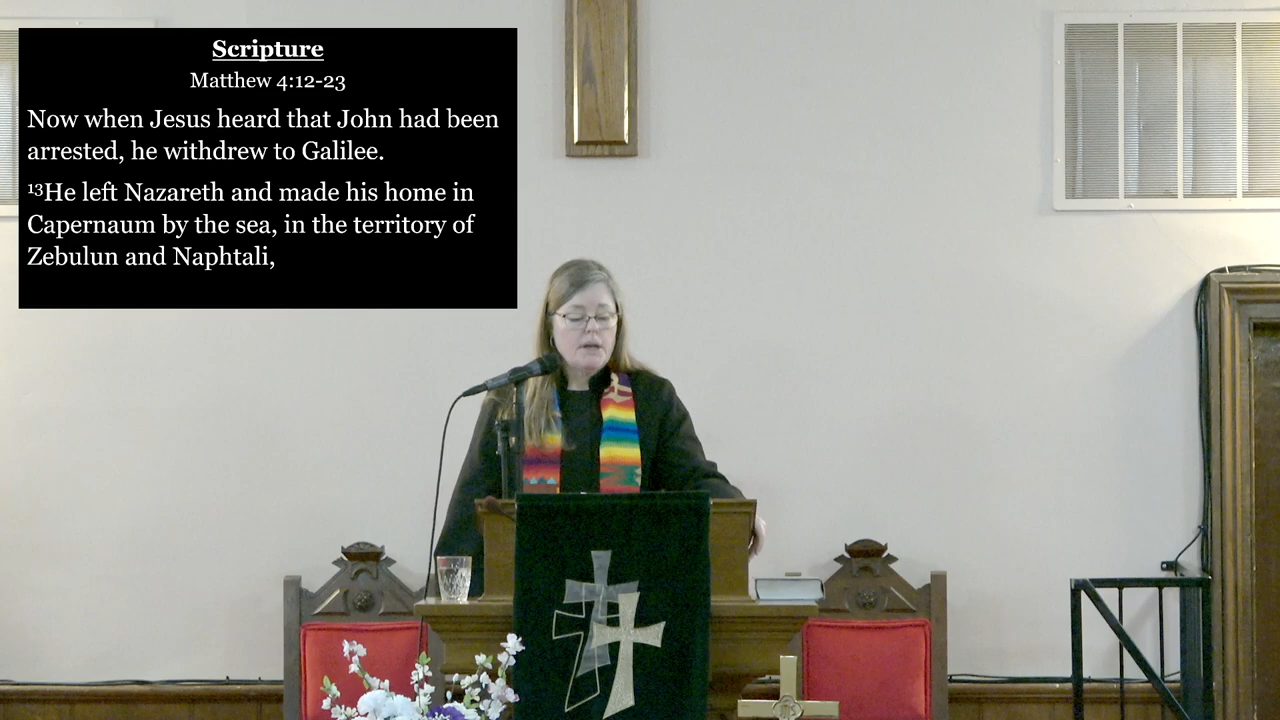 Scripture
Matthew 4:12-23
Now when Jesus heard that John had been
arrested, he withdrew to Galilee.
¹³He left Nazareth and made his home in
Capernaum by the sea, in the territory of
Zebulun and Naphtali,